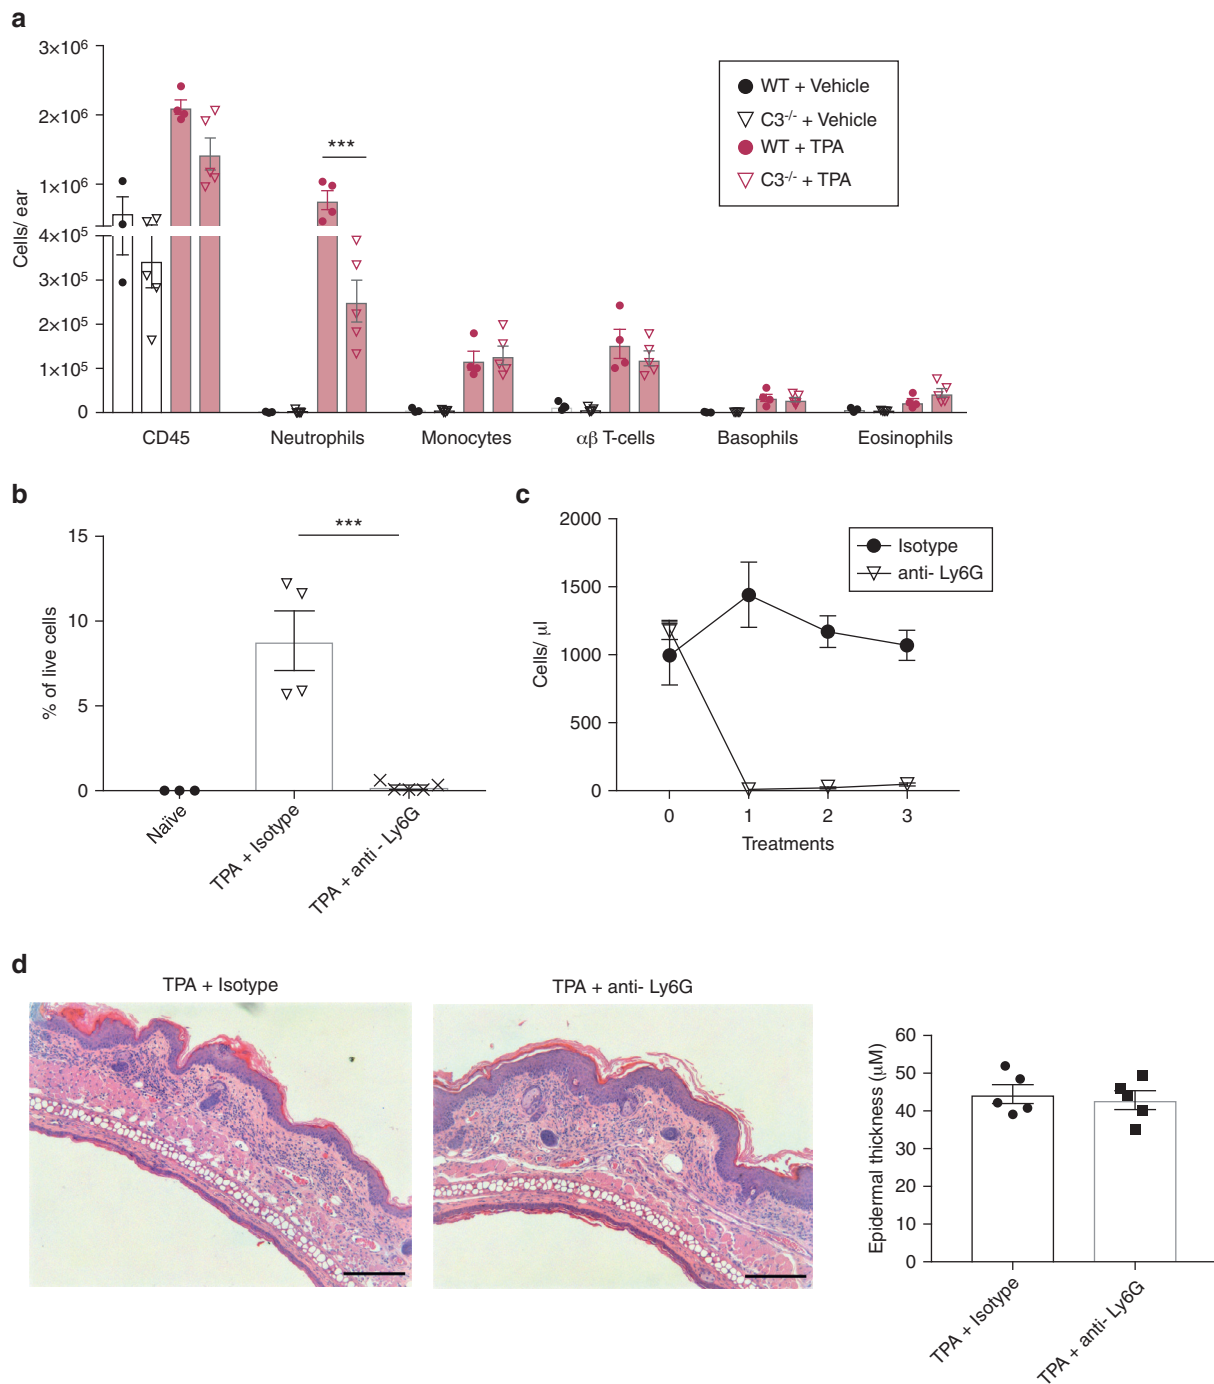 a
3×10⁶
2×10⁶
1×10⁶
4×10⁵
3×10⁵
2×10⁵
1×10⁵
0
Cells/ ear
***
WT + Vehicle
C3⁻/⁻ + Vehicle
WT + TPA
C3⁻/⁻ + TPA
CD45
Neutrophils
Monocytes
αβ T-cells
Basophils
Eosinophils
b
15
10
5
0
% of live cells
***
Naïve
TPA + Isotype
TPA + anti - Ly6G
c
2000
1500
1000
500
0
Cells/ μl
Isotype
anti- Ly6G
0 1 2 3
Treatments
d
TPA + Isotype
TPA + anti- Ly6G
60
50
40
30
20
10
0
Epidermal thickness (μM)
TPA + Isotype
TPA + anti- Ly6G